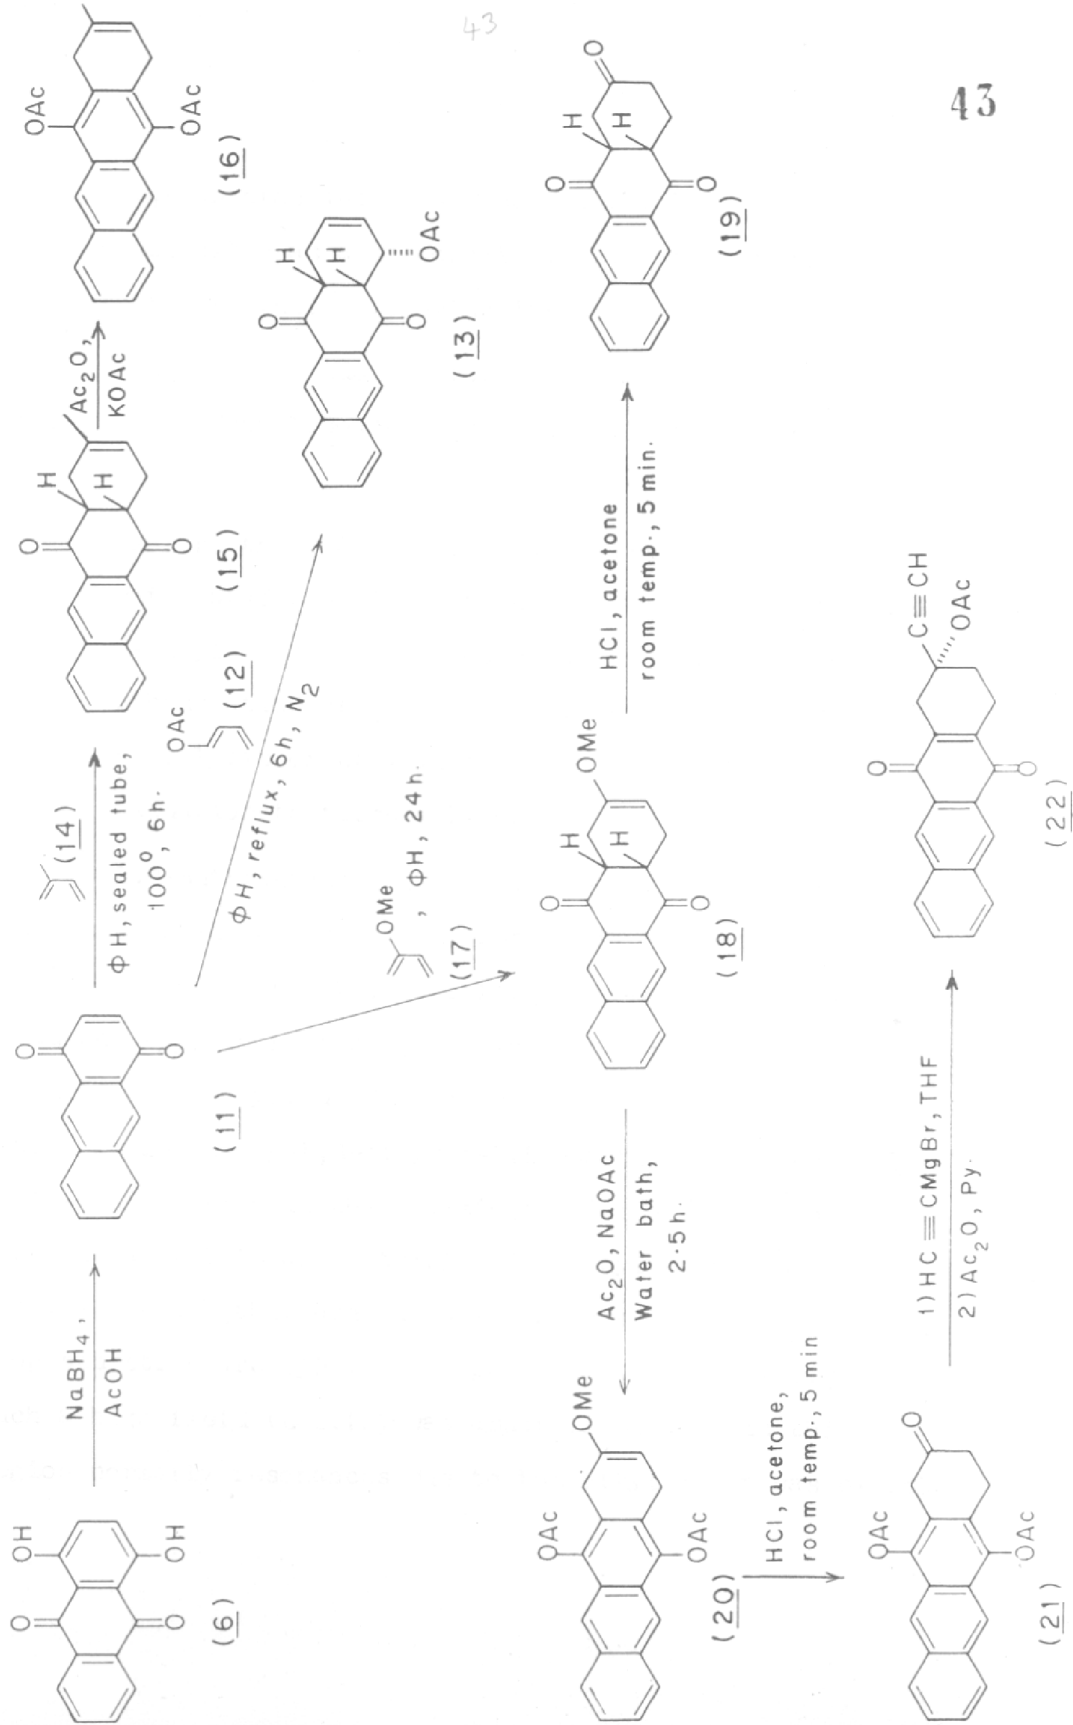 43
43
O
OH
O
OH
(6)
NaBH4,
AcOH
O
O
(11)
(14)
ΦH, sealed tube,
100°, 6h.
O
H
H
O
(15)
Ac2O,
KOAc
OAc
OAc
(16)
OAc
(12)
ΦH, reflux, 6h, N2
O
H
H
O
OAc
(13)
OMe
, ΦH, 24h.
(17)
O
H
H
O
OMe
(18)
HCl, acetone
room temp., 5 min.
O
H
H
O
O
(19)
Ac2O, NaOAc
Water bath,
2·5h.
OAc
OMe
OAc
(20)
HCl, acetone,
room temp., 5 min
OAc
O
OAc
(21)
1) HC≡CMgBr, THF
2) Ac2O, Py.
O
C≡CH
OAc
O
(22)